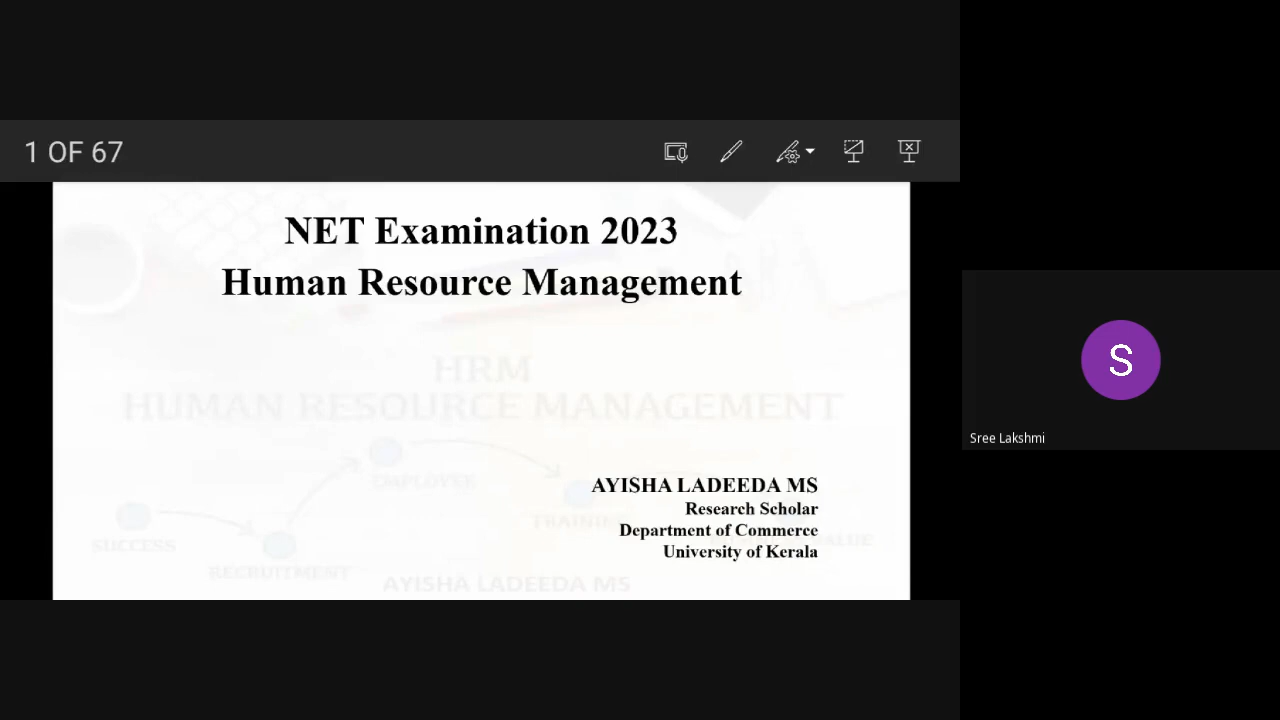 1 OF 67
NET Examination 2023
Human Resource Management
HRM
HUMAN RESOURCE MANAGEMENT
EMPLOYEE
AYISHA LADEEDA MS
Research Scholar
TRAINING
SUCCESS
Department of Commerce
University of Kerala
RECRUITMENT
AYISHA LADEEDA MS
S
Sree Lakshmi